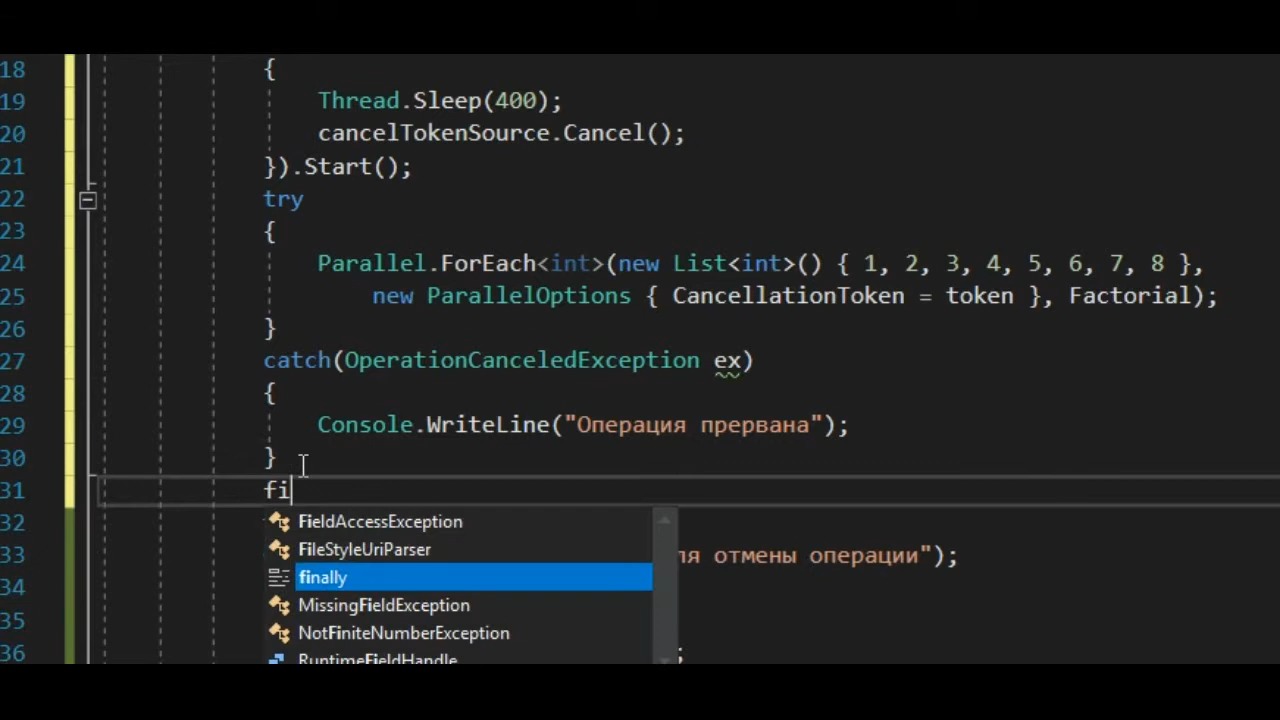 18 {
19 Thread.Sleep(400);
20 cancelTokenSource.Cancel();
21 }).Start();
22 try
23 {
24 Parallel.ForEach<int>(new List<int>() { 1, 2, 3, 4, 5, 6, 7, 8 },
25 new ParallelOptions { CancellationToken = token }, Factorial);
26 }
27 catch(OperationCanceledException ex)
28 {
29 Console.WriteLine("Операция прервана");
30 }
31 fi
32
FieldAccessException
FileStyleUriParser
33 отмены операции");
finally
34
MissingFieldException
35
NotFiniteNumberException
36 ;
RuntimeFieldHandle